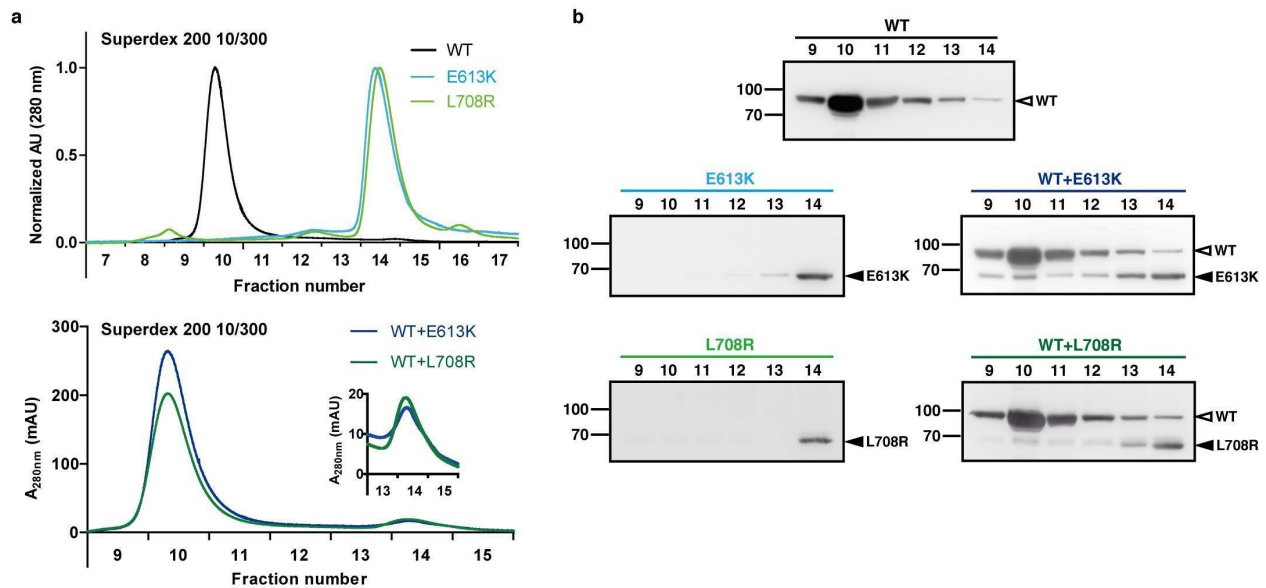 a
Superdex 200 10/300
WT
E613K
L708R
Normalized AU (280 nm)
1.0
0.5
0.0
7 8 9 10 11 12 13 14 15 16 17
Fraction number
Superdex 200 10/300
WT+E613K
WT+L708R
A280nm (mAU)
300
200
100
0
9 10 11 12 13 14 15
Fraction number
A280nm (mAU)
20
10
0
13 14 15
b
WT
9 10 11 12 13 14
100
70
WT
E613K
9 10 11 12 13 14
100
70
E613K
WT+E613K
9 10 11 12 13 14
100
70
WT
E613K
L708R
9 10 11 12 13 14
100
70
L708R
WT+L708R
9 10 11 12 13 14
100
70
WT
L708R